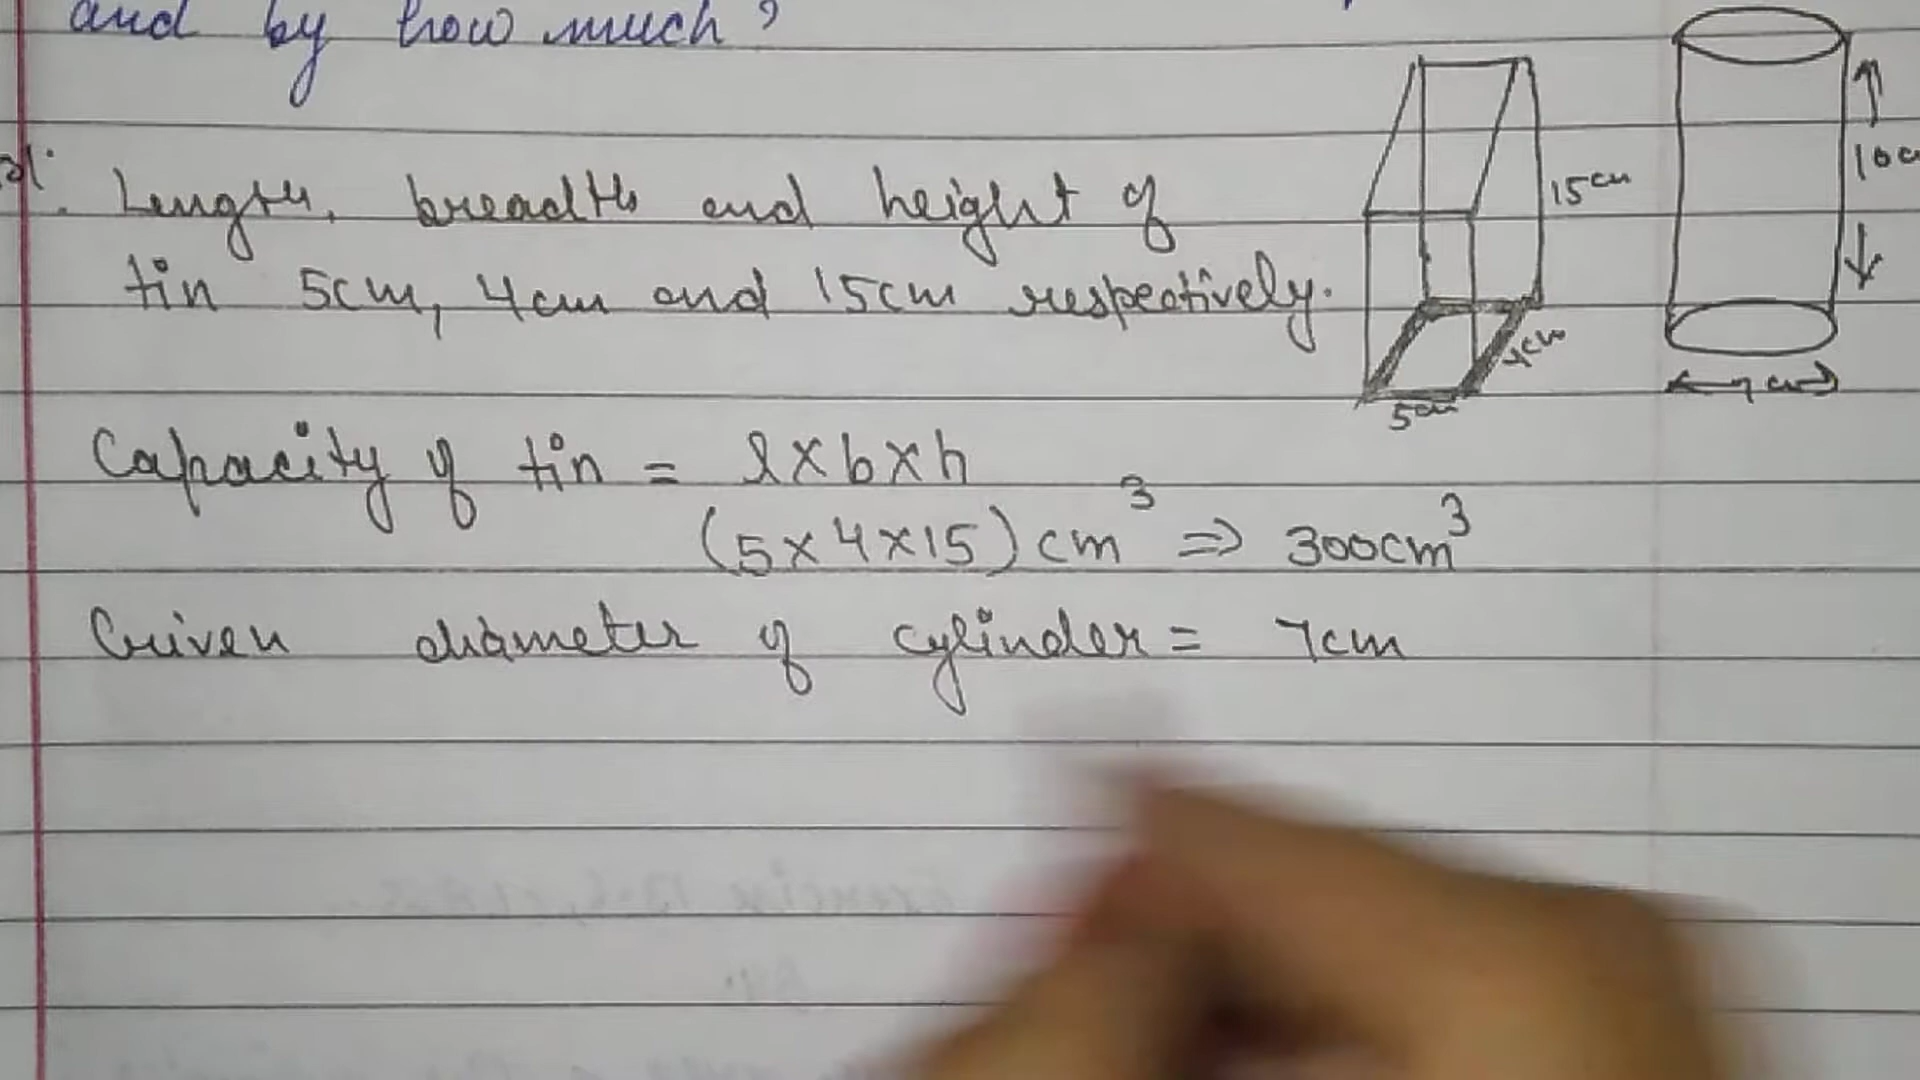 and by how much?
Length, breadth and height of
tin 5cm, 4cm and 15cm respectively.
Capacity of tin = l×b×h
(5×4×15) cm³ ⇒ 300cm³
Given diameter of cylinder = 7cm
15cm
4cm
5cm
10c
7cm